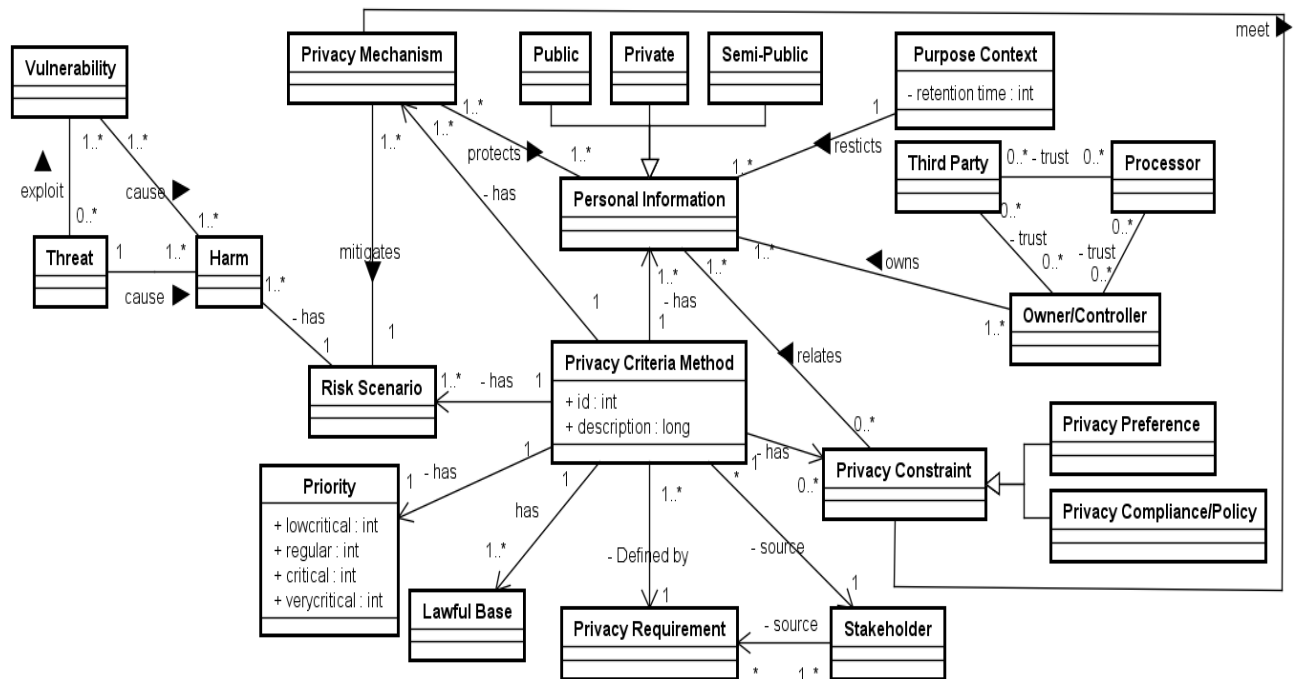 meet
Vulnerability
Privacy Mechanism
Public
Private
Semi-Public
Purpose Context
- retention time : int
1..*
1..*
exploit
0..*
cause
1..*
1..*
1..*
protects
1..*
1..*
- has
1
resticts
1..*
Third Party
0..* - trust 0..*
Processor
Personal Information
0..*
- trust
0..*
0..*
- trust
0..*
Threat
1
1..*
cause
Harm
1..*
- has
1
mitigates
1
1
1..*
- has
1
1..*
relates
0..*
1..*
owns
1..*
Owner/Controller
Risk Scenario
1..* - has 1
Privacy Criteria Method
+ id : int
+ description : long
Privacy Preference
Privacy Constraint
1
- has
0..*
Privacy Compliance/Policy
Priority
+ lowcritical : int
+ regular : int
+ critical : int
+ verycritical : int
1
- has
1
1
has
1..*
Lawful Base
1..*
- Defined by
1
*
- source
1
Privacy Requirement
- source
* 1..*
Stakeholder